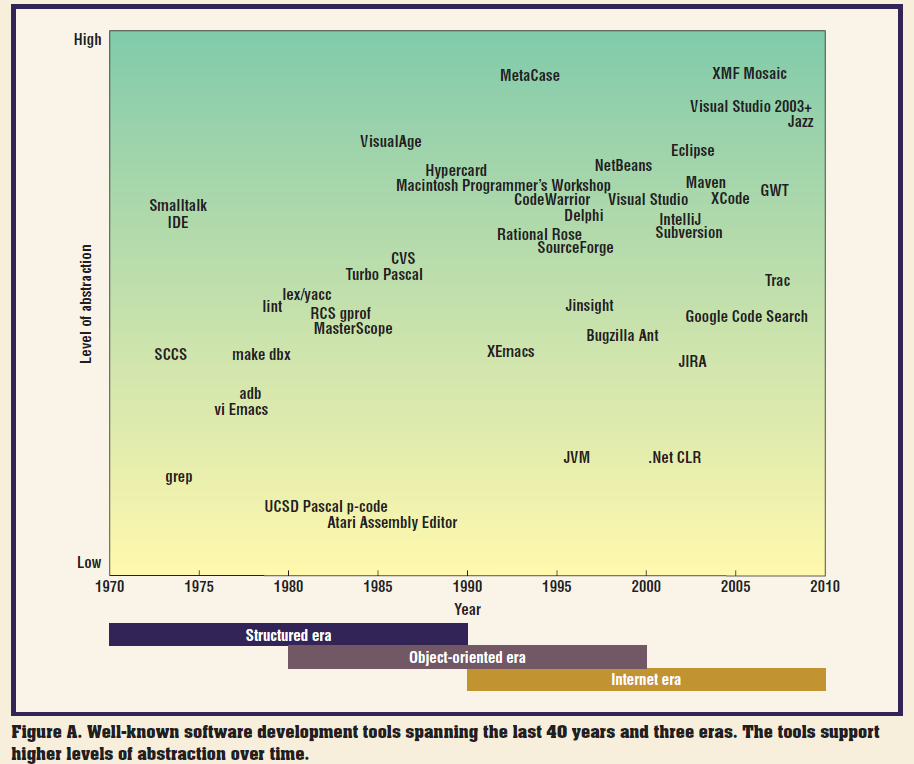 High
MetaCase
XMF Mosaic
Visual Studio 2003+
Jazz
VisualAge
Eclipse
NetBeans
Hypercard
Macintosh Programmer's Workshop
Maven
GWT
CodeWarrior
Visual Studio
XCode
Smalltalk
IDE
Delphi
IntelliJ
Subversion
Rational Rose
SourceForge
CVS
Turbo Pascal
Trac
lex/yacc
lint
RCS gprof
MasterScope
Jinsight
Google Code Search
Bugzilla Ant
SCCS
make dbx
XEmacs
JIRA
adb
vi Emacs
JVM
.Net CLR
grep
UCSD Pascal p-code
Atari Assembly Editor
Low
Level of abstraction
1970 1975 1980 1985 1990 1995 2000 2005 2010
Year
Structured era
Object-oriented era
Internet era
Figure A. Well-known software development tools spanning the last 40 years and three eras. The tools support
higher levels of abstraction over time.